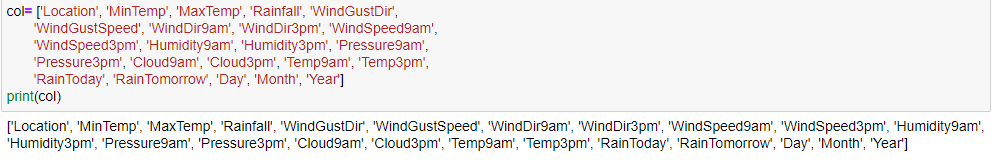 col= ['Location', 'MinTemp', 'MaxTemp', 'Rainfall', 'WindGustDir',
'WindGustSpeed', 'WindDir9am', 'WindDir3pm', 'WindSpeed9am',
'WindSpeed3pm', 'Humidity9am', 'Humidity3pm', 'Pressure9am',
'Pressure3pm', 'Cloud9am', 'Cloud3pm', 'Temp9am', 'Temp3pm',
'RainToday', 'RainTomorrow', 'Day', 'Month', 'Year']
print(col)
['Location', 'MinTemp', 'MaxTemp', 'Rainfall', 'WindGustDir', 'WindGustSpeed', 'WindDir9am', 'WindDir3pm', 'WindSpeed9am', 'WindSpeed3pm', 'Humidity9am',
'Humidity3pm', 'Pressure9am', 'Pressure3pm', 'Cloud9am', 'Cloud3pm', 'Temp9am', 'Temp3pm', 'RainToday', 'RainTomorrow', 'Day', 'Month', 'Year']